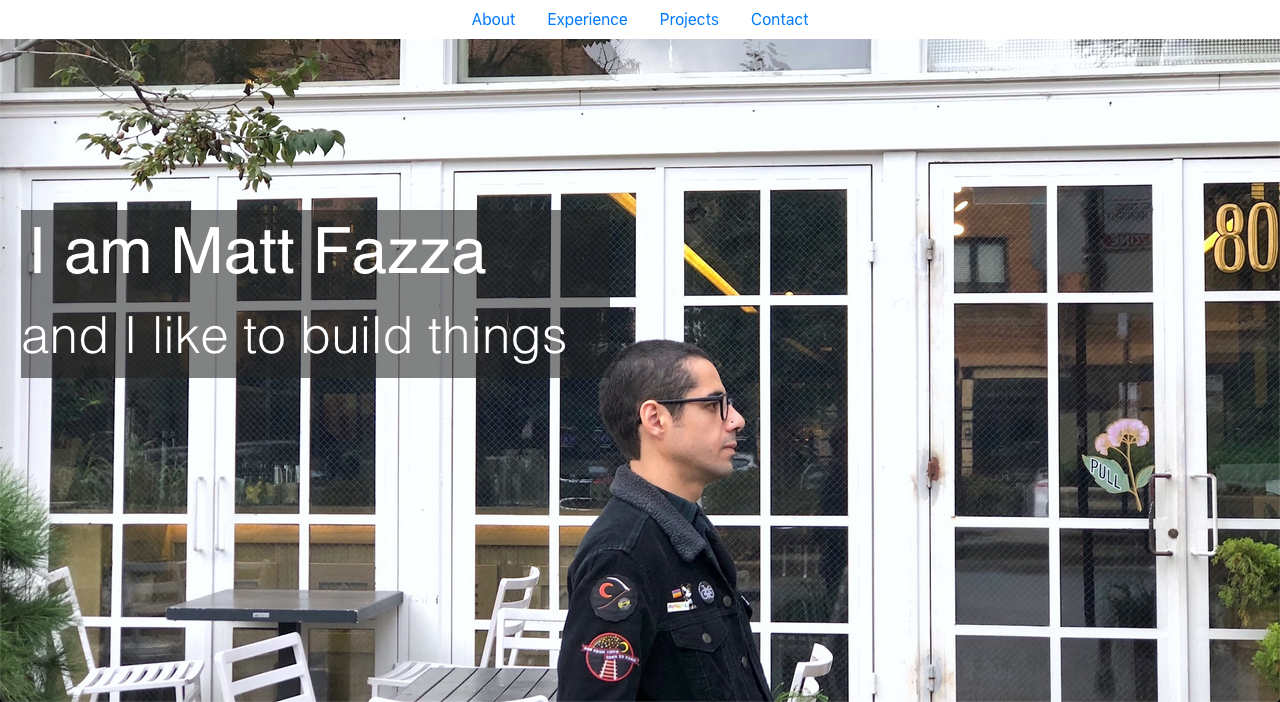 About Experience Projects Contact
I am Matt Fazza
and I like to build things
80
PULL